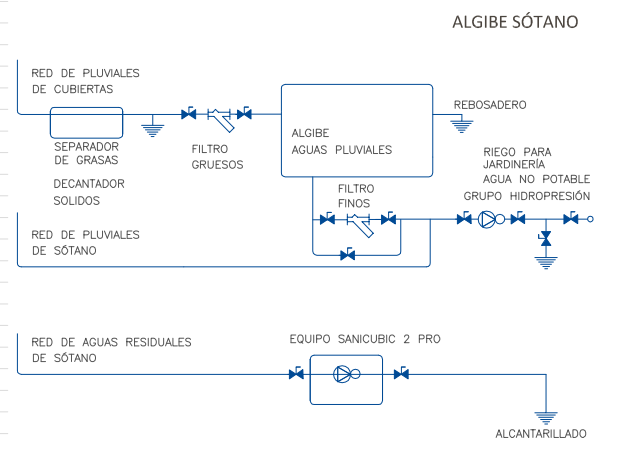 ALGIBE SÓTANO
RED DE PLUVIALES
DE CUBIERTAS
SEPARADOR
DE GRASAS
DECANTADOR
SOLIDOS
FILTRO
GRUESOS
ALGIBE
AGUAS PLUVIALES
REBOSADERO
FILTRO
FINOS
RIEGO PARA
JARDINERÍA
AGUA NO POTABLE
GRUPO HIDROPRESIÓN
RED DE PLUVIALES
DE SÓTANO
RED DE AGUAS RESIDUALES
DE SÓTANO
EQUIPO SANICUBIC 2 PRO
ALCANTARILLADO